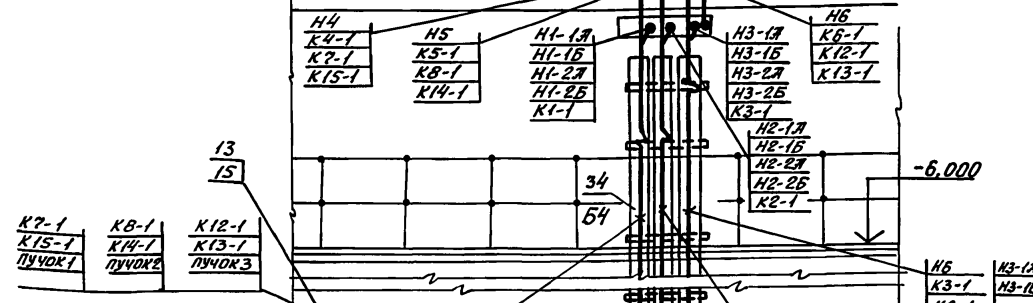 Н4
К4-1
К7-1
К15-1
Н5
К5-1
К8-1
К14-1
Н1-1А
Н1-1Б
Н1-2А
Н1-2Б
К1-1
Н3-1А
Н3-1Б
Н3-2А
Н3-2Б
К3-1
Н6
К6-1
К12-1
К13-1
Н2-1А
Н2-1Б
Н2-2А
Н2-2Б
К2-1
13
15
34
Б4
-6,000
К7-1
К15-1
ПУЧОК1
К8-1
К14-1
ПУЧОК2
К12-1
К13-1
ПУЧОК3
Н6
К3-1